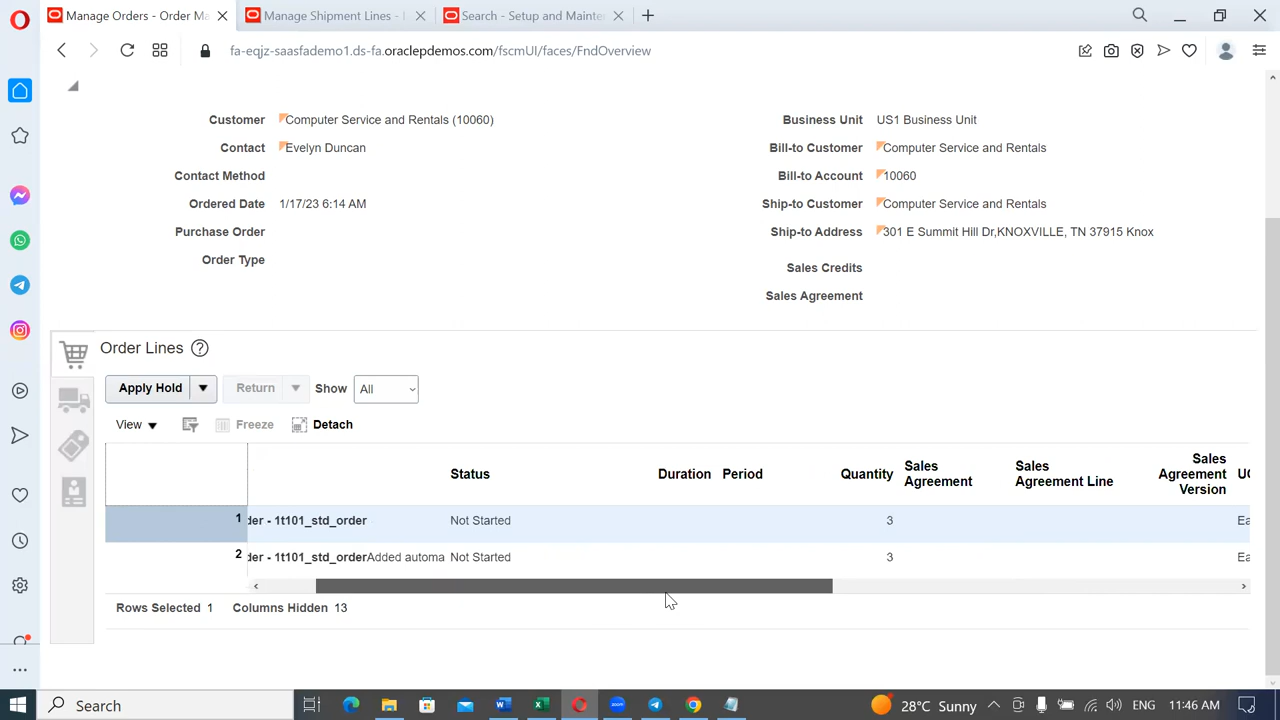 Manage Orders - Order Ma
Manage Shipment Lines -
Search - Setup and Mainte
fa-eqjz-saasfademo1.ds-fa.oraclepdemos.com/fscmUI/faces/FndOverview
Customer Computer Service and Rentals (10060)
Business Unit US1 Business Unit
Contact Evelyn Duncan
Bill-to Customer Computer Service and Rentals
Contact Method
Bill-to Account 10060
Ordered Date 1/17/23 6:14 AM
Ship-to Customer Computer Service and Rentals
Purchase Order
Ship-to Address 301 E Summit Hill Dr,KNOXVILLE, TN 37915 Knox
Order Type
Sales Credits
Sales Agreement
Order Lines ?
Apply Hold Return Show All
View Freeze Detach
Status Duration Period Quantity Sales Agreement Sales Agreement Line Sales Agreement Version UO
1 der - 1t101_std_order Not Started 3 Ea
2 der - 1t101_std_orderAdded automa Not Started 3 Ea
Rows Selected 1 Columns Hidden 13
Search 28°C Sunny ENG 11:46 AM